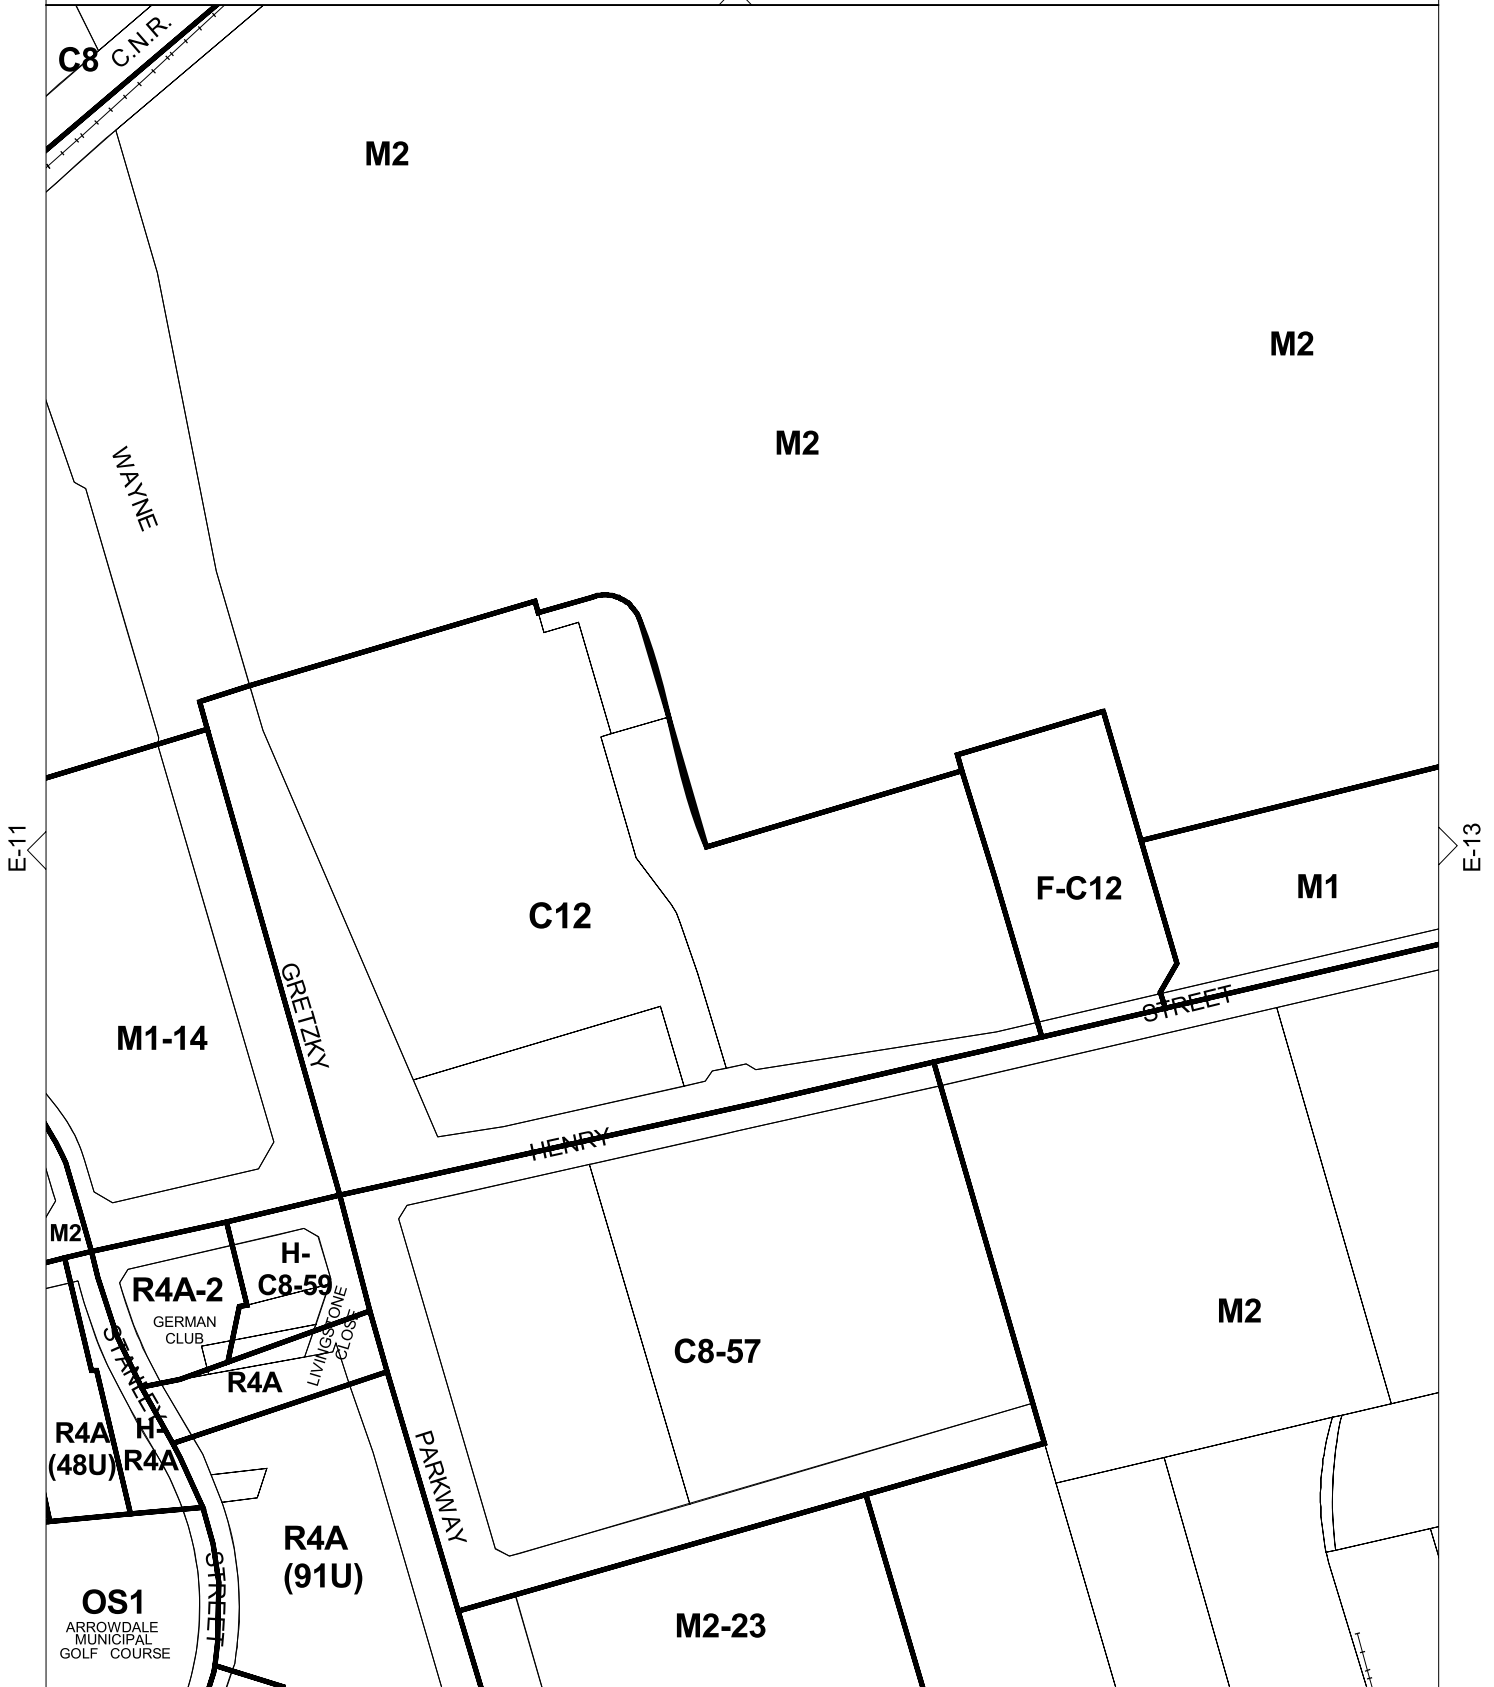 C8
C.N.R.
M2
M2
M2
WAYNE
E-11
E-13
F-C12
M1
C12
GRETZKY
STREET
M1-14
HENRY
M2
H-
C8-59
R4A-2
GERMAN
CLUB
LIVINGSTONE
CLOSE
M2
STANLEY
C8-57
R4A
R4A
(48U)
H-
R4A
PARKWAY
R4A
(91U)
STREET
OS1
ARROWDALE
MUNICIPAL
GOLF COURSE
M2-23